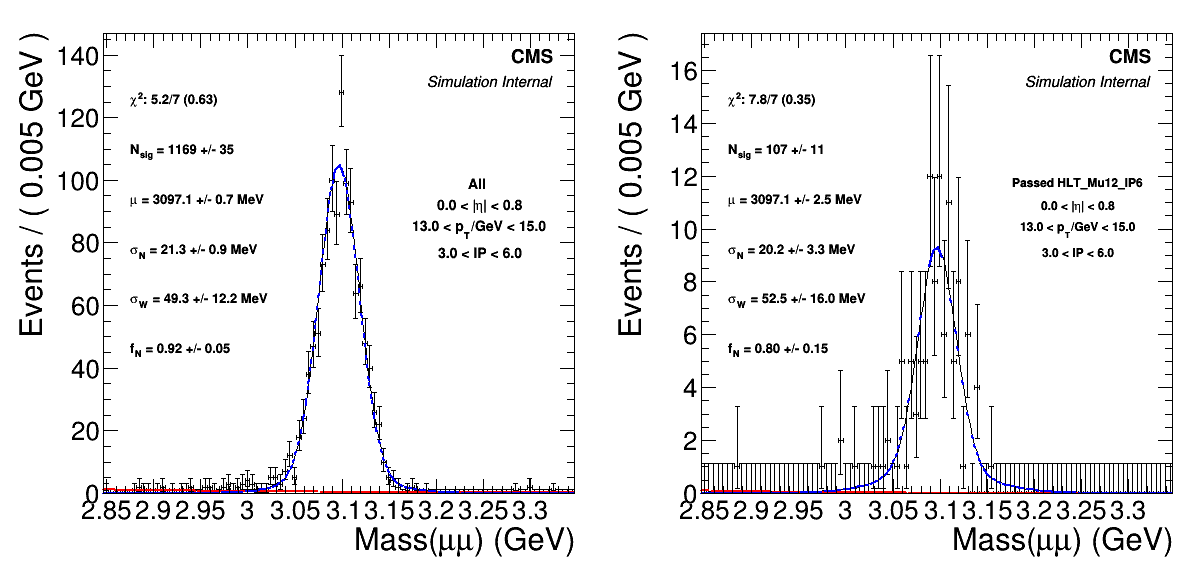 Events / ( 0.005 GeV )
140
120
100
80
60
40
20
0
CMS
Simulation Internal
χ²: 5.2/7 (0.63)
N_sig = 1169 +/- 35
μ = 3097.1 +/- 0.7 MeV
σ_N = 21.3 +/- 0.9 MeV
σ_W = 49.3 +/- 12.2 MeV
f_N = 0.92 +/- 0.05
All
0.0 < |η| < 0.8
13.0 < p_T/GeV < 15.0
3.0 < IP < 6.0
2.85 2.9 2.95 3 3.05 3.1 3.15 3.2 3.25 3.3
Mass(μμ) (GeV)
Events / ( 0.005 GeV )
16
14
12
10
8
6
4
2
0
CMS
Simulation Internal
χ²: 7.8/7 (0.35)
N_sig = 107 +/- 11
μ = 3097.1 +/- 2.5 MeV
σ_N = 20.2 +/- 3.3 MeV
σ_W = 52.5 +/- 16.0 MeV
f_N = 0.80 +/- 0.15
Passed HLT_Mu12_IP6
0.0 < |η| < 0.8
13.0 < p_T/GeV < 15.0
3.0 < IP < 6.0
2.85 2.9 2.95 3 3.05 3.1 3.15 3.2 3.25 3.3
Mass(μμ) (GeV)